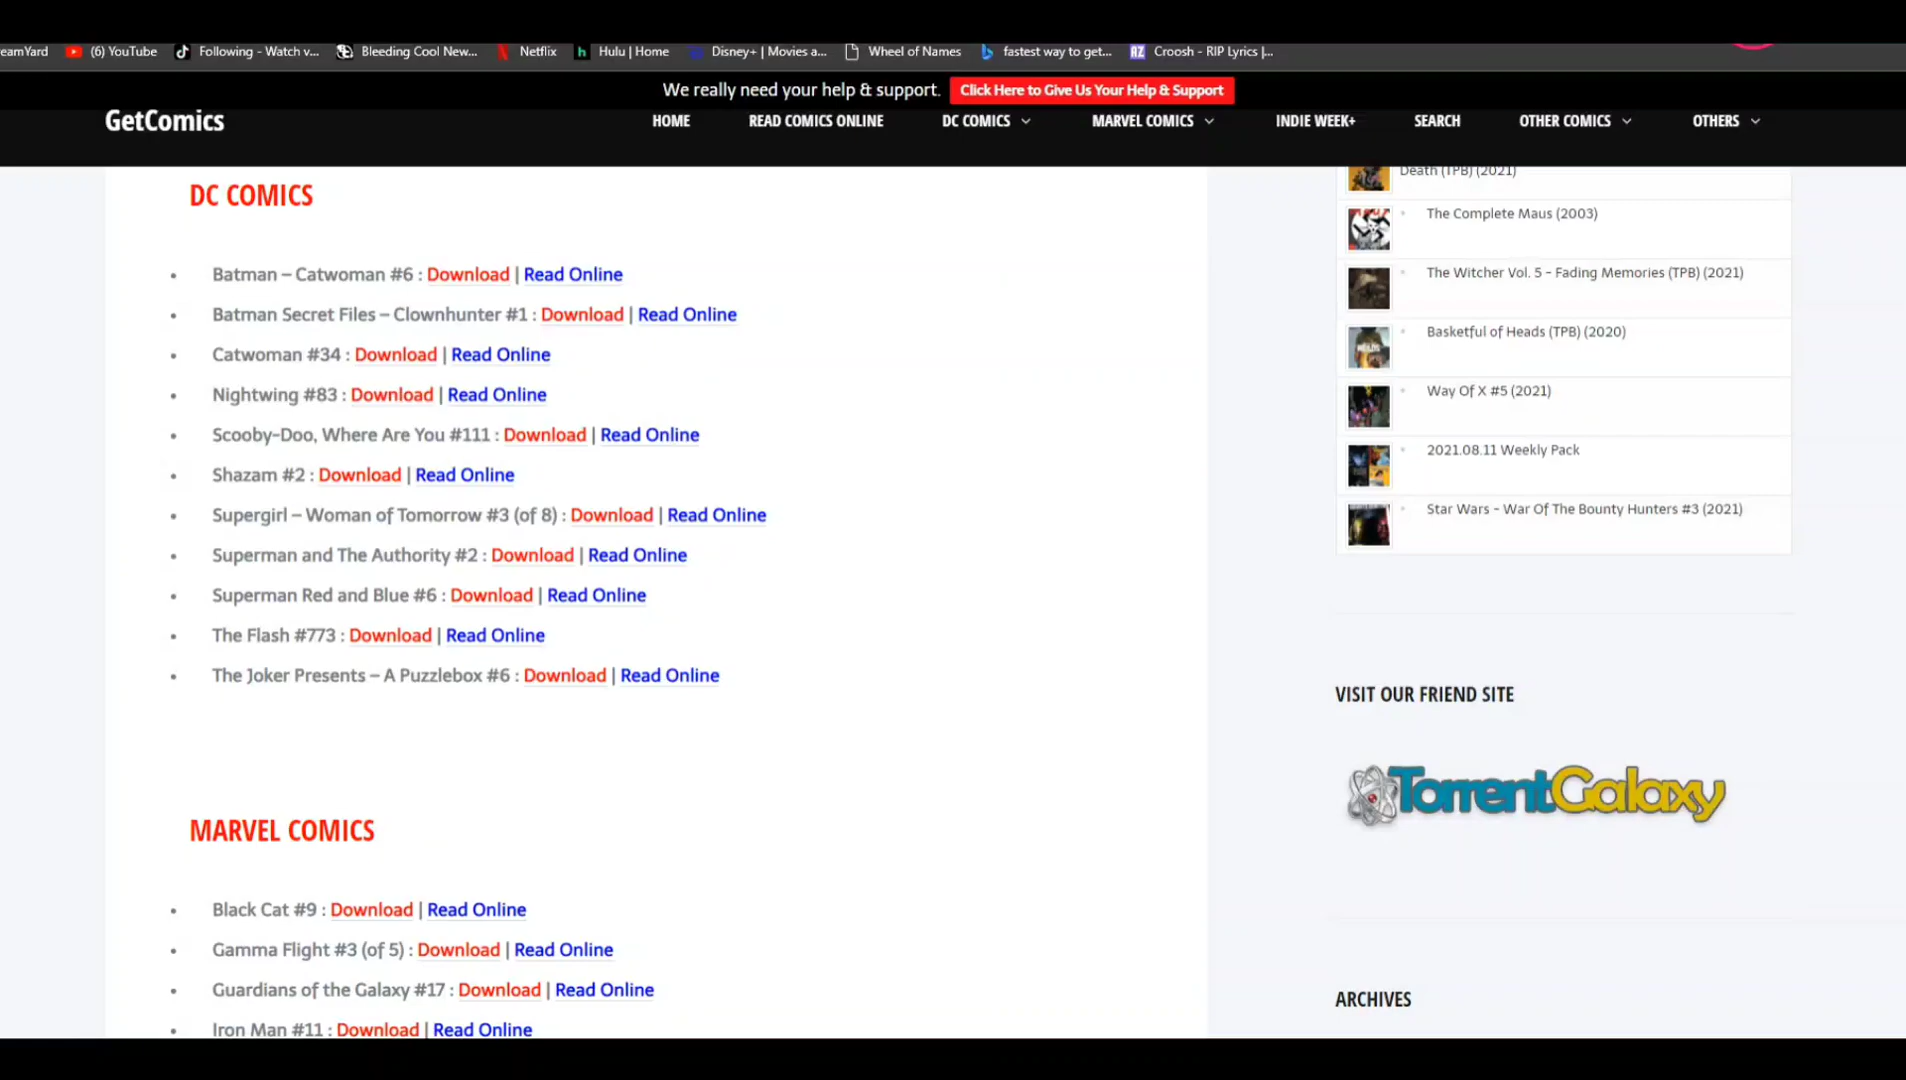 eamYard (6) YouTube Following - Watch v... Bleeding Cool New... Netflix Hulu | Home Disney+ | Movies a... Wheel of Names fastest way to get... AZ Croosh - RIP Lyrics |...
We really need your help & support. Click Here to Give Us Your Help & Support
GetComics HOME READ COMICS ONLINE DC COMICS MARVEL COMICS INDIE WEEK+ SEARCH OTHER COMICS OTHERS
DC COMICS
Batman – Catwoman #6 : Download | Read Online
Batman Secret Files – Clownhunter #1 : Download | Read Online
Catwoman #34 : Download | Read Online
Nightwing #83 : Download | Read Online
Scooby-Doo, Where Are You #111 : Download | Read Online
Shazam #2 : Download | Read Online
Supergirl – Woman of Tomorrow #3 (of 8) : Download | Read Online
Superman and The Authority #2 : Download | Read Online
Superman Red and Blue #6 : Download | Read Online
The Flash #773 : Download | Read Online
The Joker Presents – A Puzzlebox #6 : Download | Read Online
MARVEL COMICS
Black Cat #9 : Download | Read Online
Gamma Flight #3 (of 5) : Download | Read Online
Guardians of the Galaxy #17 : Download | Read Online
Iron Man #11 : Download | Read Online
Death (TPB) (2021)
The Complete Maus (2003)
The Witcher Vol. 5 - Fading Memories (TPB) (2021)
Basketful of Heads (TPB) (2020)
Way Of X #5 (2021)
2021.08.11 Weekly Pack
Star Wars - War Of The Bounty Hunters #3 (2021)
VISIT OUR FRIEND SITE
TorrentGalaxy
ARCHIVES